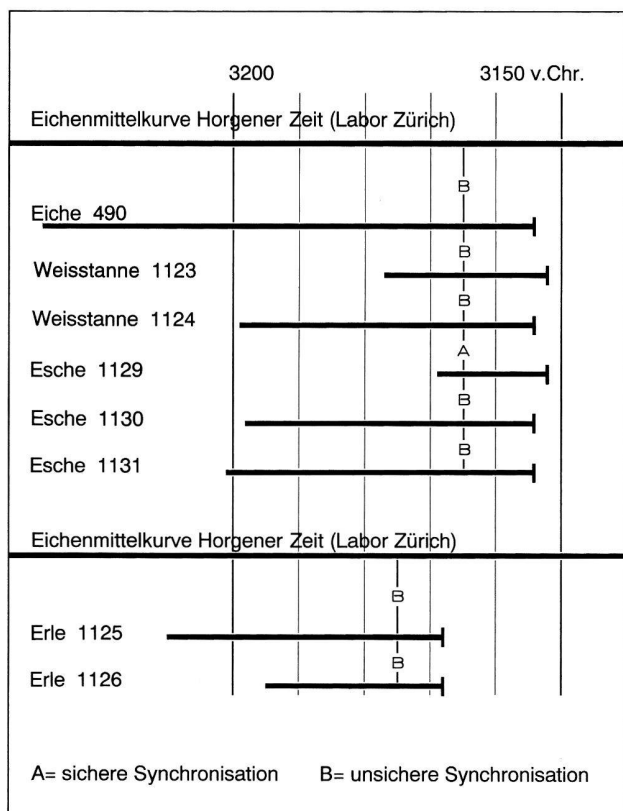 3200 3150 v.Chr.
Eichenmittelkurve Horgener Zeit (Labor Zürich)
B
Eiche 490
B
Weisstanne 1123
B
Weisstanne 1124
A
Esche 1129
B
Esche 1130
B
Esche 1131
Eichenmittelkurve Horgener Zeit (Labor Zürich)
B
Erle 1125
B
Erle 1126
A= sichere Synchronisation B= unsichere Synchronisation